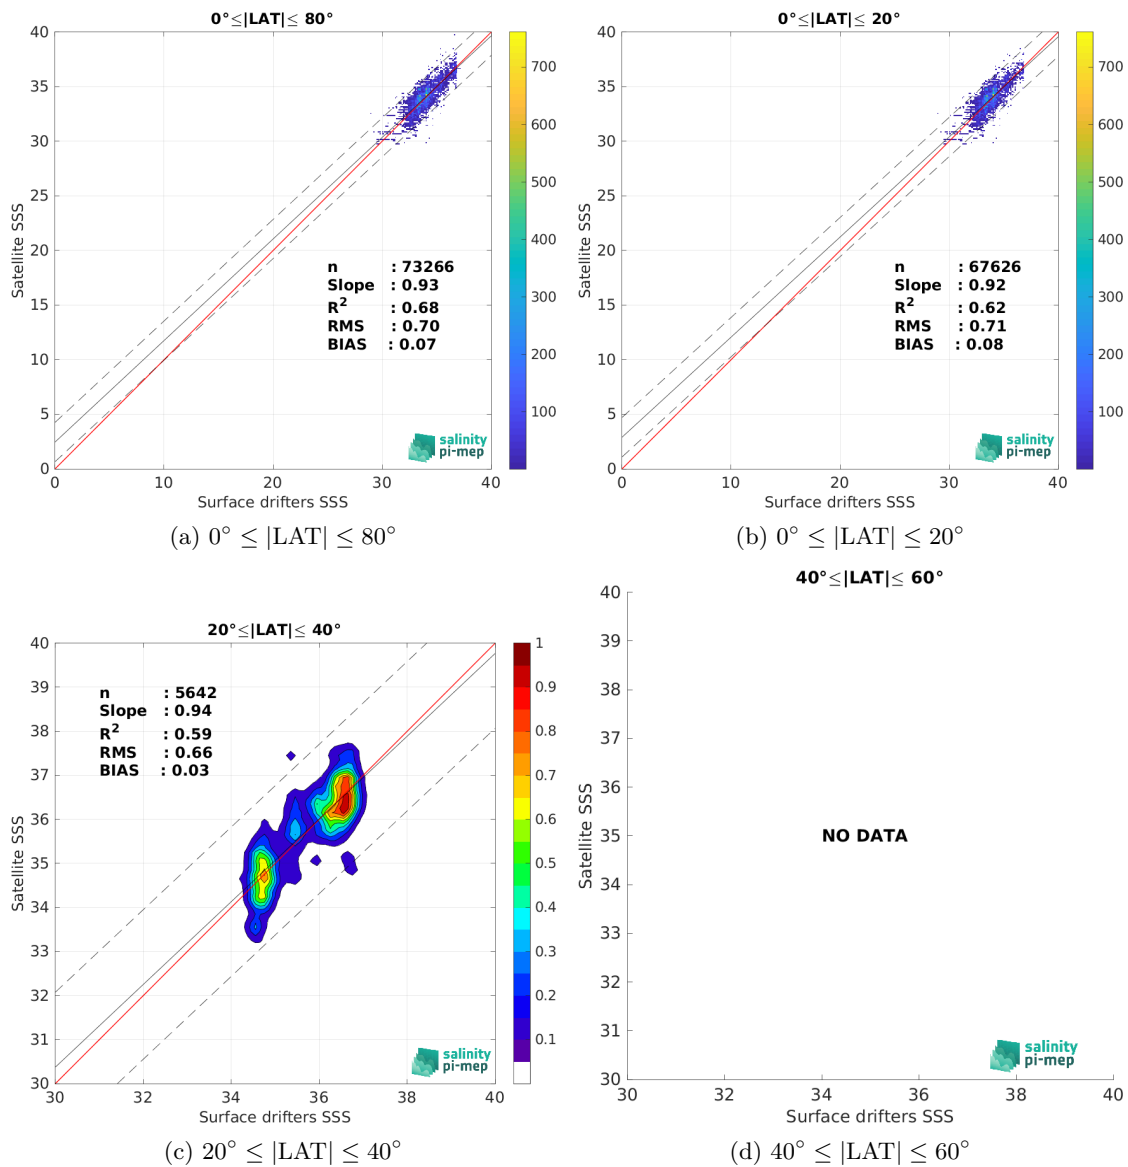 0°≤|LAT|≤ 80°
40
35
30
25
20
15
10
5
0
Satellite SSS
n : 73266
Slope : 0.93
R² : 0.68
RMS : 0.70
BIAS : 0.07
salinity
pi-mep
0 10 20 30 40
Surface drifters SSS
700
600
500
400
300
200
100
(a) 0° ≤ |LAT| ≤ 80°
0°≤|LAT|≤ 20°
40
35
30
25
20
15
10
5
0
Satellite SSS
n : 67626
Slope : 0.92
R² : 0.62
RMS : 0.71
BIAS : 0.08
salinity
pi-mep
0 10 20 30 40
Surface drifters SSS
700
600
500
400
300
200
100
(b) 0° ≤ |LAT| ≤ 20°
20°≤|LAT|≤ 40°
40
39
38
37
36
35
34
33
32
31
30
Satellite SSS
n : 5642
Slope : 0.94
R² : 0.59
RMS : 0.66
BIAS : 0.03
salinity
pi-mep
30 32 34 36 38 40
Surface drifters SSS
1
0.9
0.8
0.7
0.6
0.5
0.4
0.3
0.2
0.1
(c) 20° ≤ |LAT| ≤ 40°
40°≤|LAT|≤ 60°
40
39
38
37
36
35
34
33
32
31
30
Satellite SSS
NO DATA
salinity
pi-mep
30 32 34 36 38 40
Surface drifters SSS
(d) 40° ≤ |LAT| ≤ 60°